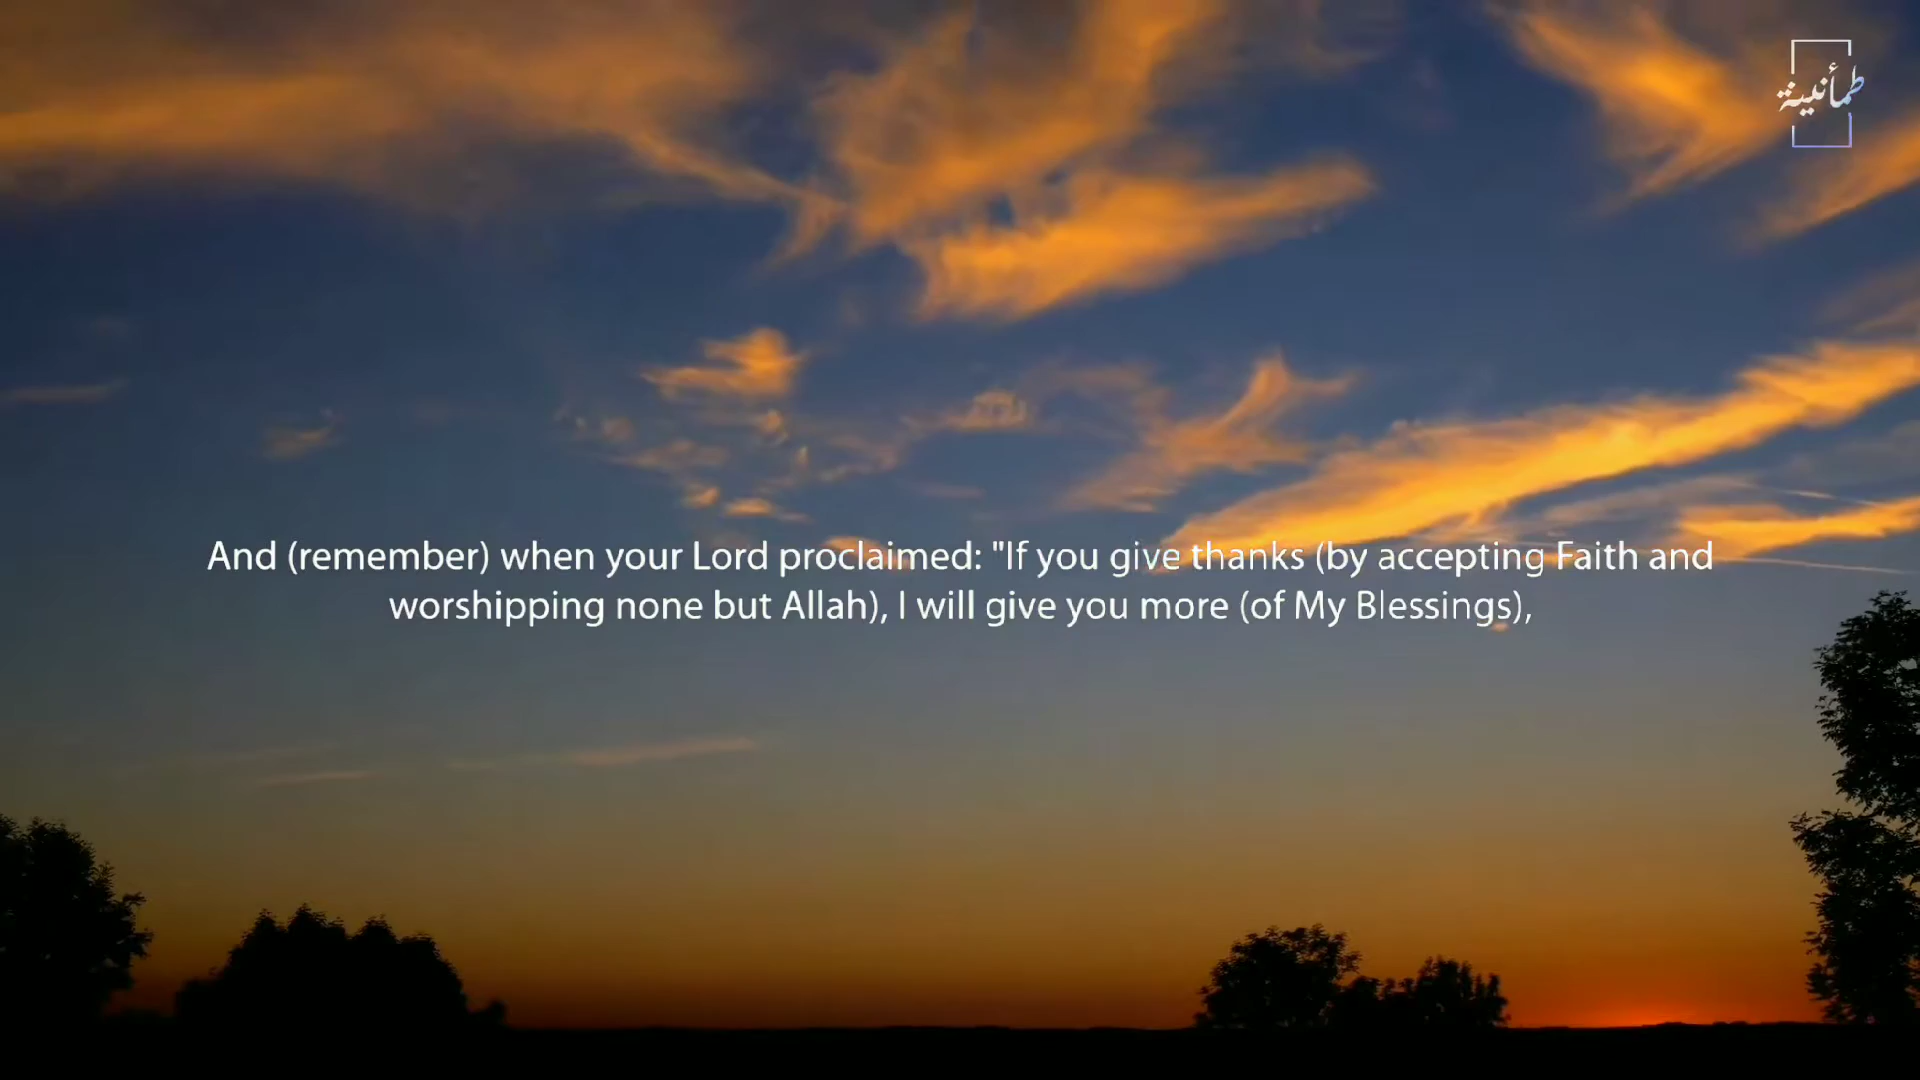 طمأنينة
And (remember) when your Lord proclaimed: "If you give thanks (by accepting Faith and
worshipping none but Allah), I will give you more (of My Blessings),